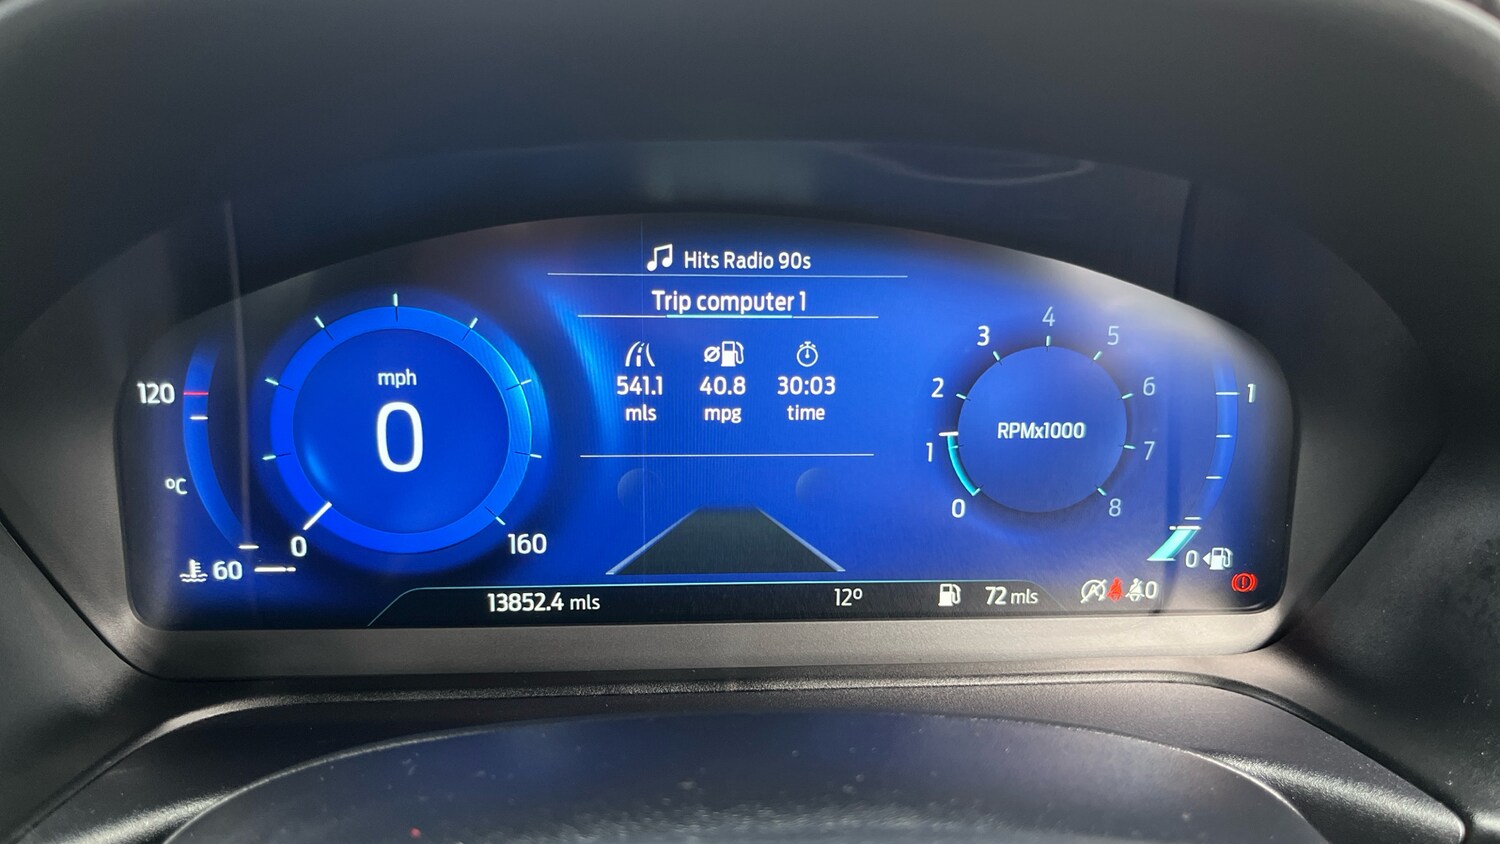 Hits Radio 90s
Trip computer 1
541.1 40.8 30:03
mls mpg time
120
°C
60
mph
0
0 160
RPMx1000
0 1 2 3 4 5 6 7 8
1
0
13852.4 mls 12º 72 mls 0